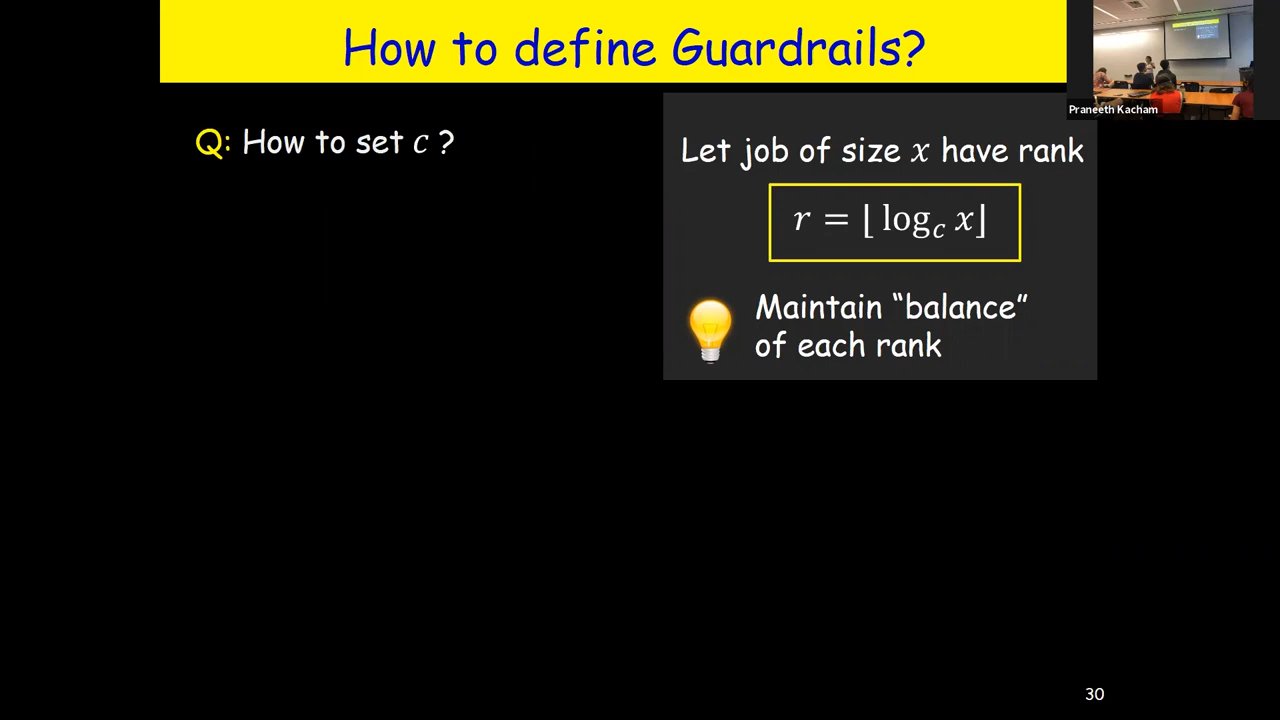 How to define Guardrails?
Praneeth Kacham
Q: How to set c ?
Let job of size x have rank
r = ⌊ log_c x⌋
Maintain “balance”
of each rank
30